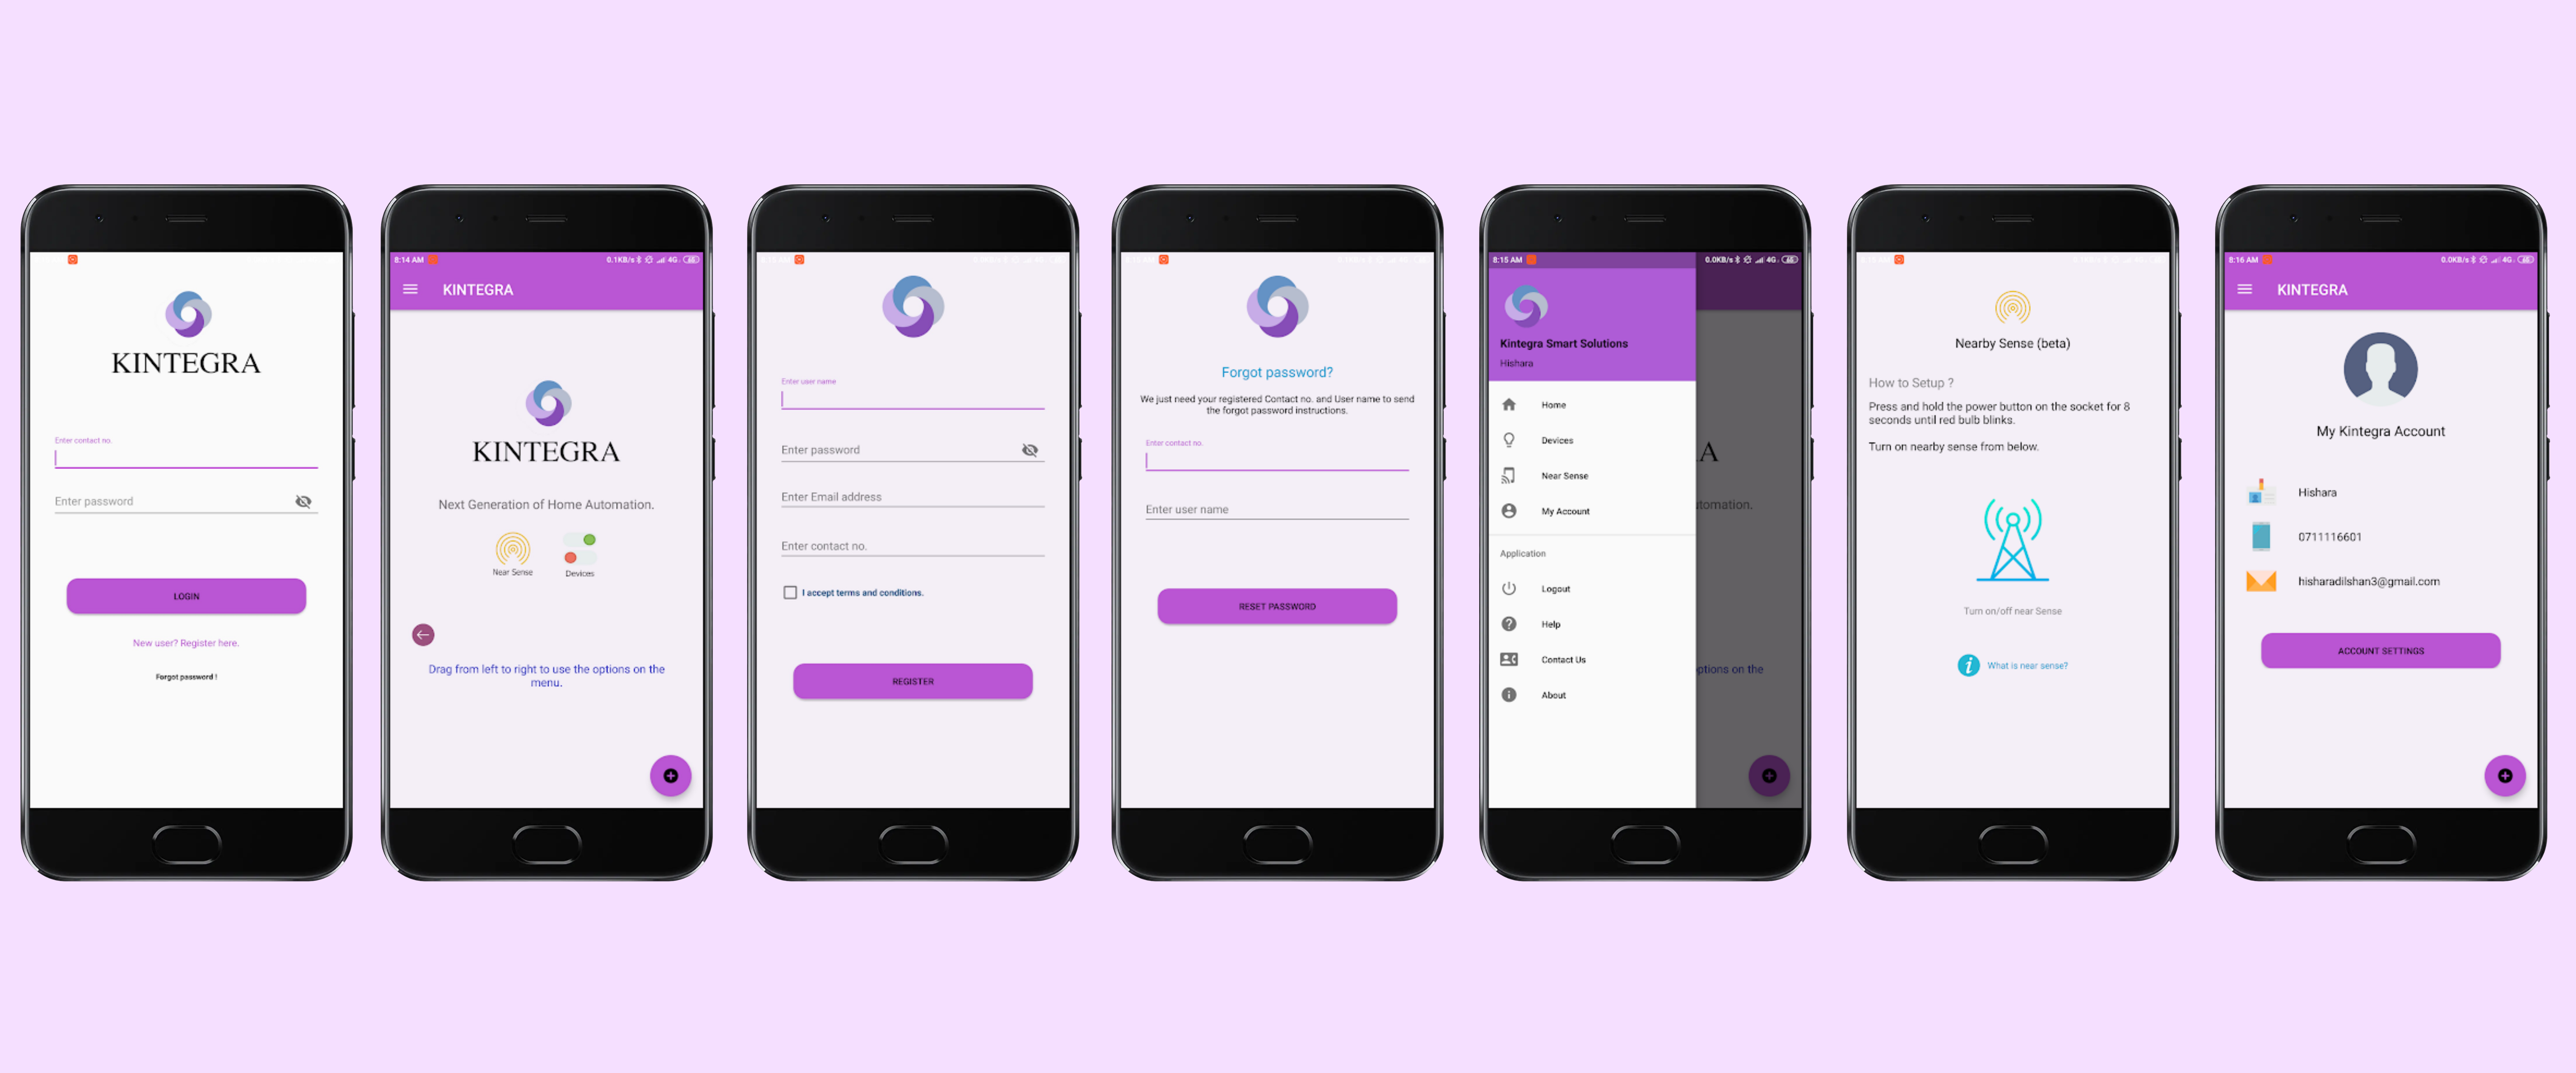 KINTEGRA
Enter contact no.
Enter password
LOGIN
New user? Register here.
Forgot password !
8:14 AM
0.1KB/s
4G
KINTEGRA
KINTEGRA
Next Generation of Home Automation.
Near Sense
Devices
Drag from left to right to use the options on the
menu.
Enter user name
Enter password
Enter Email address
Enter contact no.
I accept terms and conditions.
REGISTER
Forgot password?
We just need your registered Contact no. and User name to send
the forgot password instructions.
Enter contact no.
Enter user name
RESET PASSWORD
8:15 AM
0.0KB/s
4G
Kintegra Smart Solutions
Hishara
Home
Devices
Near Sense
My Account
Application
Logout
Help
Contact Us
About
A
utomation.
ptions on the
Nearby Sense (beta)
How to Setup ?
Press and hold the power button on the socket for 8
seconds until red bulb blinks.
Turn on nearby sense from below.
Turn on/off near Sense
What is near sense?
8:16 AM
0.0KB/s
4G
KINTEGRA
My Kintegra Account
Hishara
0711116601
hisharadilshan3@gmail.com
ACCOUNT SETTINGS